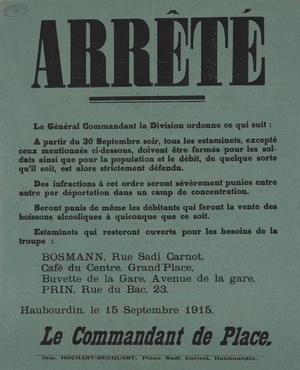 ARRÊTÉ
Le Général Commandant la Division ordonne ce qui suit :
A partir du 30 Septembre soir, tous les estaminets, excepté
ceux mentionnés ci-dessous, doivent être fermés pour les sol-
dats ainsi que pour la population et le débit, de quelque sorte
qu'il soit, est alors strictement défendu.
Des infractions à cet ordre seront sévèrement punies entre
autre par déportation dans un camp de concentration.
Seront punis de même les débitants qui feront la vente des
boissons alcooliques à quiconque que ce soit.
Estaminets qui resteront ouverts pour les besoins de la
troupe :
BOSMANN, Rue Sadi Carnot,
Café du Centre, Grand'Place,
Buvette de la Gare, Avenue de la gare,
PRIN, Rue du Bac, 23.
Haubourdin, le 15 Septembre 1915.
Le Commandant de Place.
Imp. HOCHART-BECQUART, Place Sadi Carnot, Haubourdin.